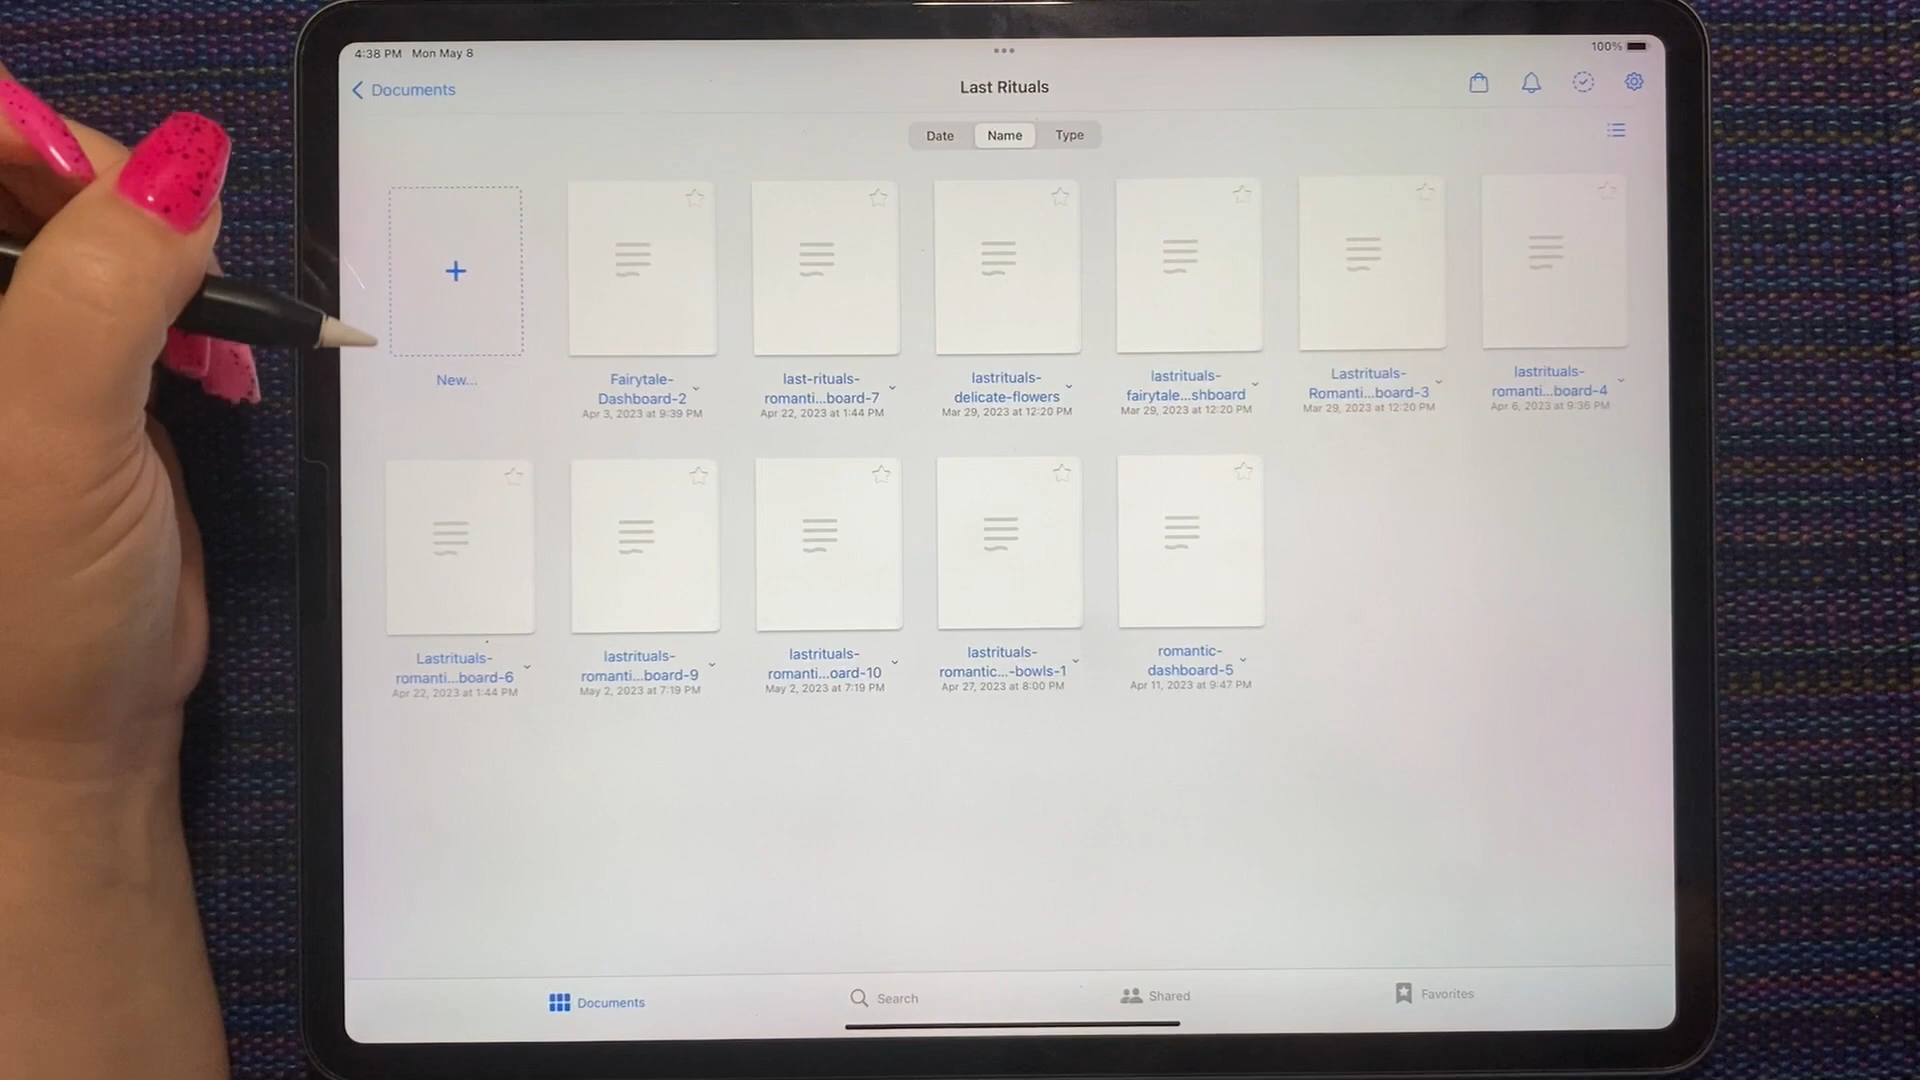 4:38 PM Mon May 8
100%
Documents
Last Rituals
Date Name Type
New...
Fairytale-
Dashboard-2
Apr 3, 2023 at 9:39 PM
last-rituals-
romanti...board-7
Apr 22, 2023 at 1:44 PM
lastrituals-
delicate-flowers
Mar 29, 2023 at 12:20 PM
lastrituals-
fairytale...shboard
Mar 29, 2023 at 12:20 PM
Lastrituals-
Romanti...board-3
Mar 29, 2023 at 12:20 PM
lastrituals-
romanti...board-4
Apr 6, 2023 at 9:36 PM
Lastrituals-
romanti...board-6
Apr 22, 2023 at 1:44 PM
lastrituals-
romanti...board-9
May 2, 2023 at 7:19 PM
lastrituals-
romanti...oard-10
May 2, 2023 at 7:19 PM
lastrituals-
romantic...-bowls-1
Apr 27, 2023 at 8:00 PM
romantic-
dashboard-5
Apr 11, 2023 at 9:47 PM
Documents Search Shared Favorites